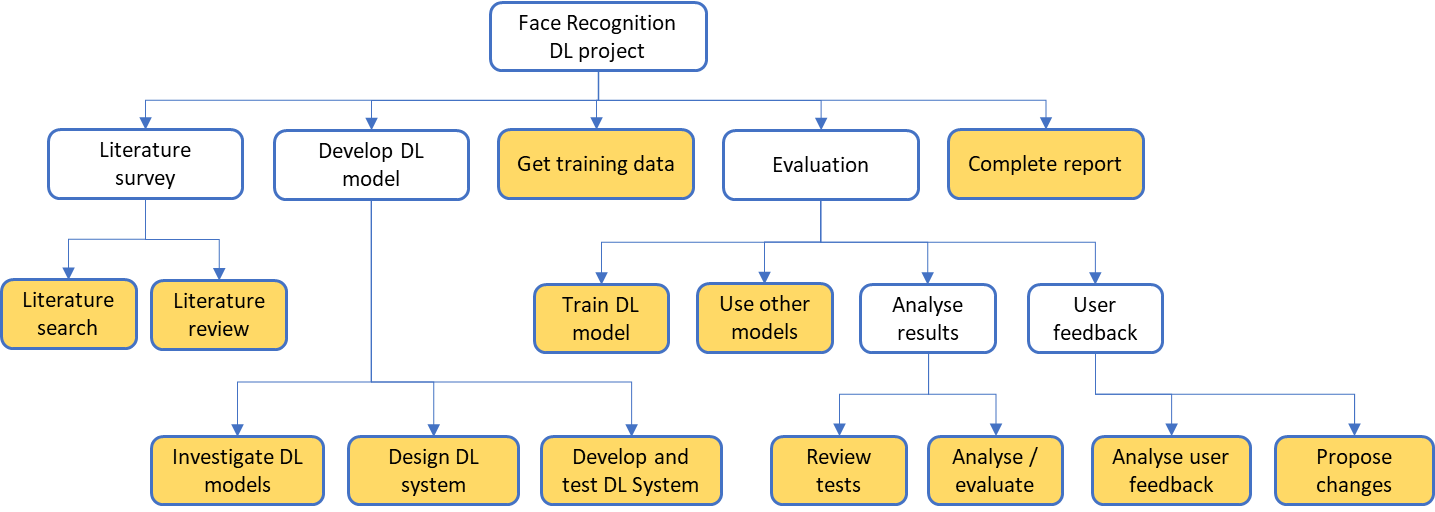 Face Recognition
DL project
Literature
survey
Develop DL
model
Get training data
Evaluation
Complete report
Literature
search
Literature
review
Train DL
model
Use other
models
Analyse
results
User
feedback
Investigate DL
models
Design DL
system
Develop and
test DL System
Review
tests
Analyse /
evaluate
Analyse user
feedback
Propose
changes